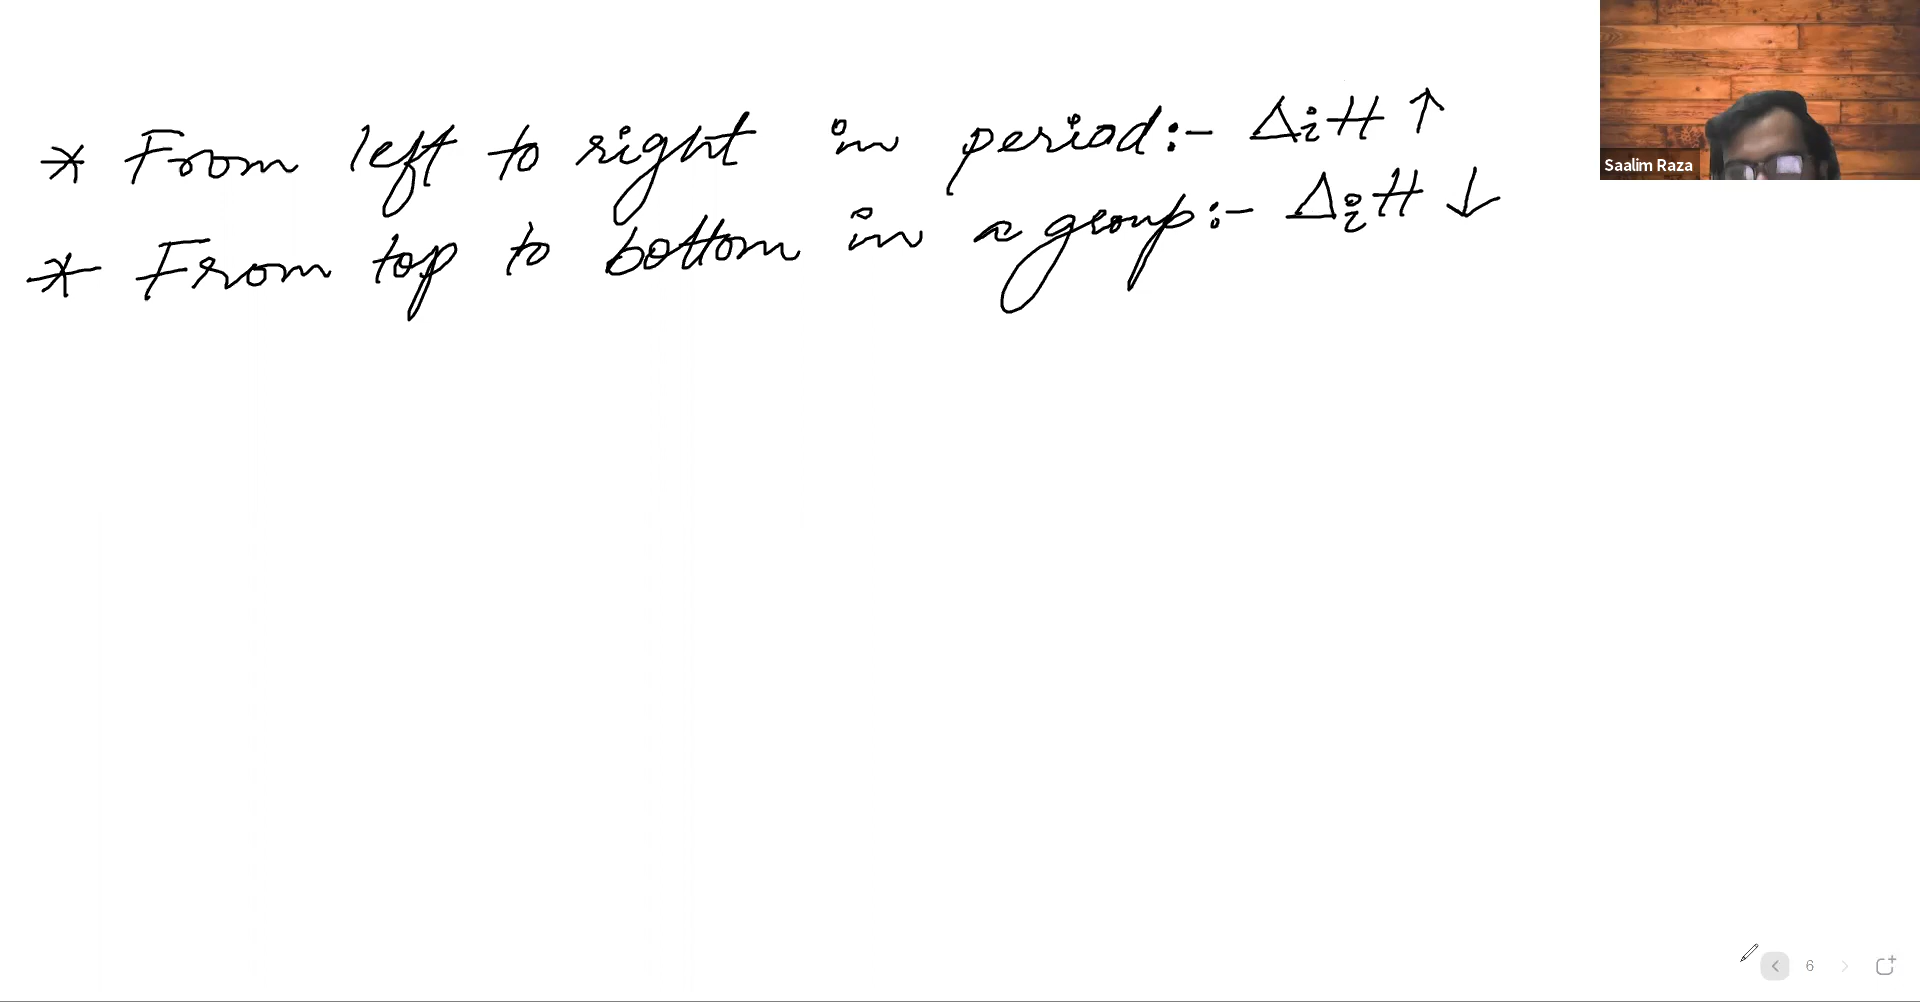 * From left to right in period:- ΔiH ↑
* From top to bottom in a group:- ΔiH ↓
Saalim Raza
6